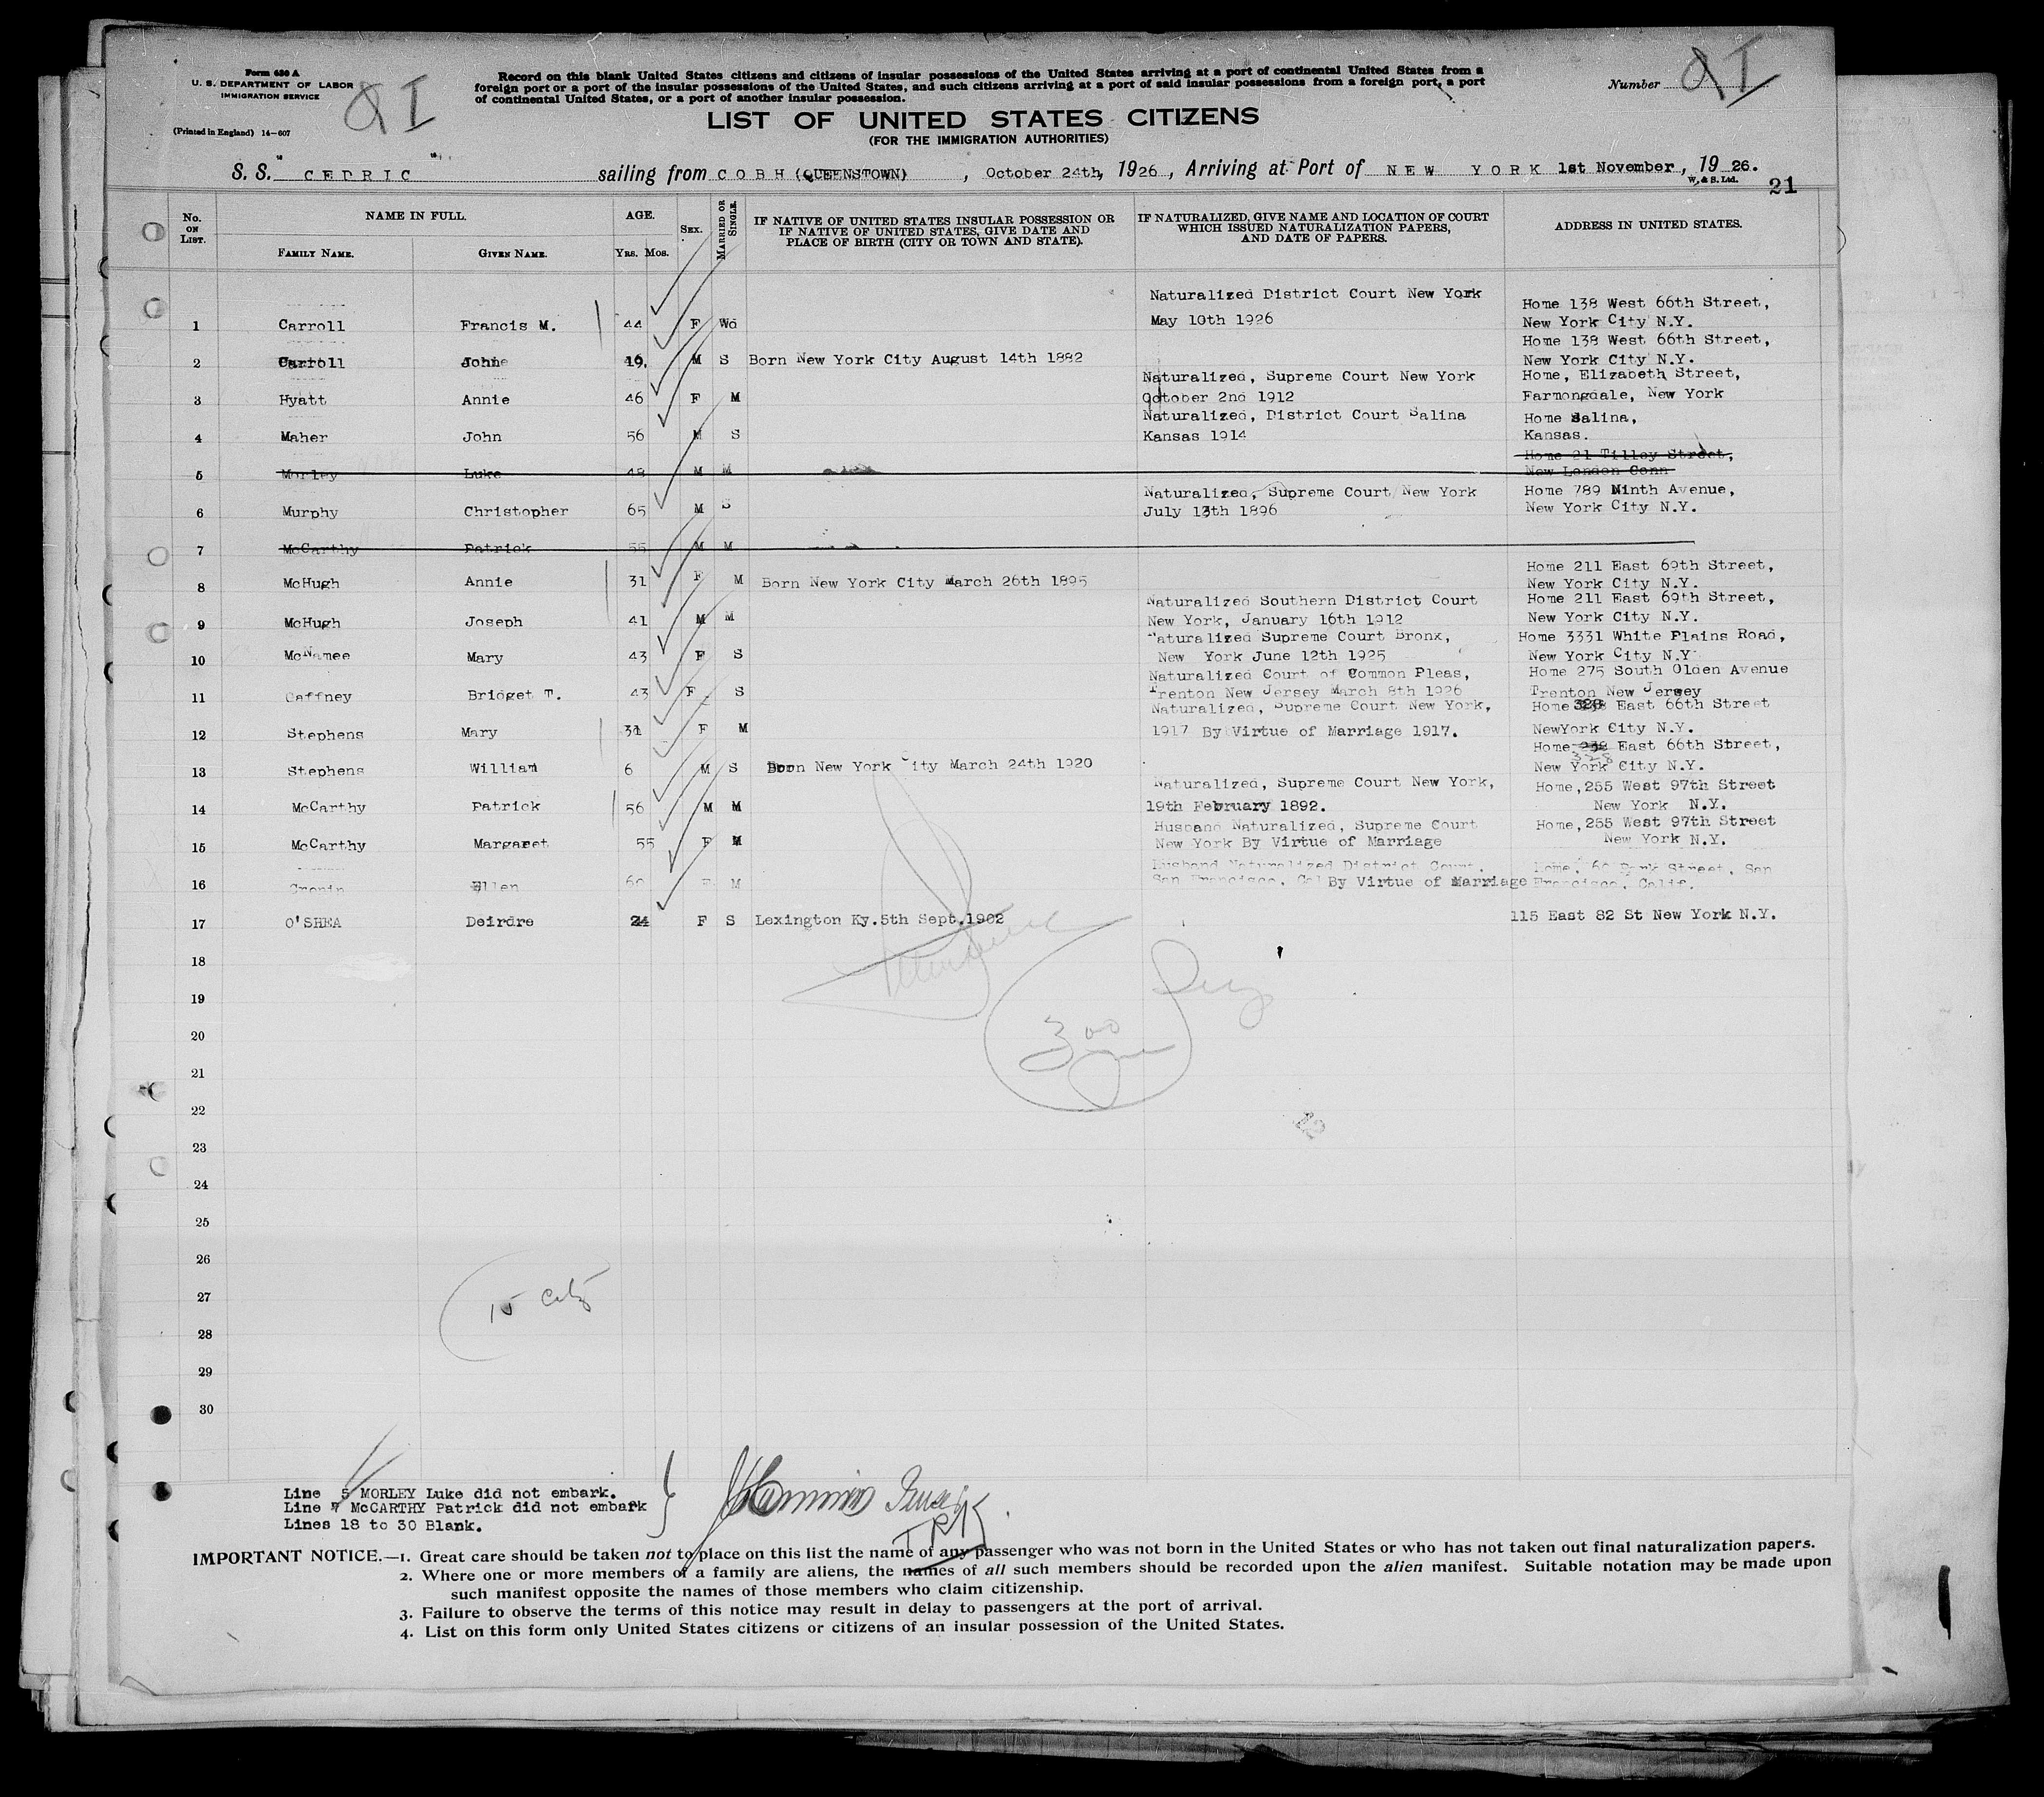 Form 630 A
U. S. DEPARTMENT OF LABOR
IMMIGRATION SERVICE
(Printed in England) 14-607
Record on this blank United States citizens and citizens of insular possessions of the United States arriving at a port of continental United States from a
foreign port or a port of the insular possessions of the United States, and such citizens arriving at a port of said insular possessions from a foreign port, a port
of continental United States, or a port of another insular possession.
Number
LIST OF UNITED STATES CITIZENS
(FOR THE IMMIGRATION AUTHORITIES)
S. S. "CEDRIC" sailing from COBH (QUEENSTOWN), October 24th, 1926, Arriving at Port of NEW YORK 1st November, 1926.
W. & S. Ltd.
21
No. ON LIST.
NAME IN FULL.
FAMILY NAME. GIVEN NAME.
AGE.
YRS. MOS.
SEX.
MARRIED OR SINGLE.
IF NATIVE OF UNITED STATES INSULAR POSSESSION OR
IF NATIVE OF UNITED STATES, GIVE DATE AND
PLACE OF BIRTH (CITY OR TOWN AND STATE).
IF NATURALIZED, GIVE NAME AND LOCATION OF COURT
WHICH ISSUED NATURALIZATION PAPERS,
AND DATE OF PAPERS.
ADDRESS IN UNITED STATES.
Naturalized District Court New York Home 138 West 66th Street,
1 Carroll Francis M. 44 F Wd May 10th 1926 New York City N.Y.
Home 138 West 66th Street,
2 Carroll John M S Born New York City August 14th 1882 New York City N.Y.
Naturalized, Supreme Court New York Home, Elizabeth Street,
3 Hyatt Annie 46 F M October 2nd 1912 Farmongdale, New York
Naturalized, District Court Salina Home Salina,
4 Maher John 56 M S Kansas 1914 Kansas.
Home 21 Tilley Street,
5 Morley Luke 48 M M New London Conn
Naturalized, Supreme Court New York Home 789 Ninth Avenue,
6 Murphy Christopher 65 M S July 13th 1896 New York City N.Y.
7 McCarthy Patrick 55 M M
Home 211 East 69th Street,
8 McHugh Annie 31 F M Born New York City March 26th 1895 New York City N.Y.
Naturalized Southern District Court Home 211 East 69th Street,
9 McHugh Joseph 41 M M New York, January 16th 1912 New York City N.Y.
Naturalized Supreme Court Bronx, Home 3331 White Plains Road,
10 McNamee Mary 43 F S New York June 12th 1925 New York City N.Y
Naturalized Court of Common Pleas, Home 275 South Olden Avenue
11 Gaffney Bridget T. 43 F S Trenton New Jersey March 8th 1926 Trenton New Jersey
Naturalized, Supreme Court New York, Home 328 East 66th Street
12 Stephens Mary 31 F M 1917 By Virtue of Marriage 1917. NewYork City N.Y.
Home 328 East 66th Street,
13 Stephens William 6 M S Born New York City March 24th 1920 New York City N.Y.
Naturalized, Supreme Court New York, Home, 255 West 97th Street
14 McCarthy Patrick 56 M M 19th February 1892. New York N.Y.
Husband Naturalized, Supreme Court Home, 255 West 97th Street
15 McCarthy Margaret 55 F M New York By Virtue of Marriage New York N.Y.
Husband Naturalized District Court, Home, Park Street, San
16 Cronin Ellen 60 F M San Francisco, Cal By Virtue of Marriage Francisco, Calif.
17 O'SHEA Deirdre 24 F S Lexington Ky. 5th Sept. 1902 115 East 82 St New York N.Y.
18
19
20
21
22
23
24
25
26
27
28
29
30
300
15 City
Line 5 MORLEY Luke did not embark.
Line 7 McCARTHY Patrick did not embark
Lines 18 to 30 Blank.
IMPORTANT NOTICE.—1. Great care should be taken not to place on this list the name of any passenger who was not born in the United States or who has not taken out final naturalization papers.
2. Where one or more members of a family are aliens, the names of all such members should be recorded upon the alien manifest. Suitable notation may be made upon
such manifest opposite the names of those members who claim citizenship.
3. Failure to observe the terms of this notice may result in delay to passengers at the port of arrival.
4. List on this form only United States citizens or citizens of an insular possession of the United States.